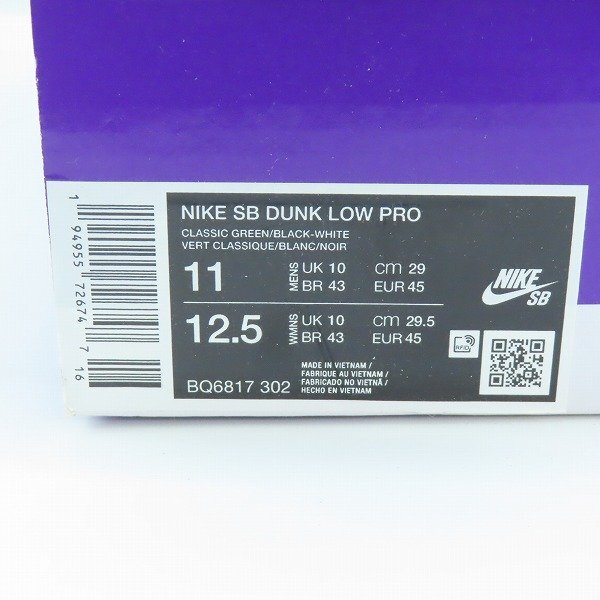 NIKE SB DUNK LOW PRO
CLASSIC GREEN/BLACK-WHITE
VERT CLASSIQUE/BLANC/NOIR
11 MENS UK 10 cm 29
BR 43 EUR 45
12.5 WMNS UK 10 cm 29.5
BR 43 EUR 45
NIKE
SB
RFID
BQ6817 302
MADE IN VIETNAM/
FABRIQUE AU VIETNAM/
FABRICADO NO VIETNÃ/
HECHO EN VIETNAM
1 94955 72674 7 16